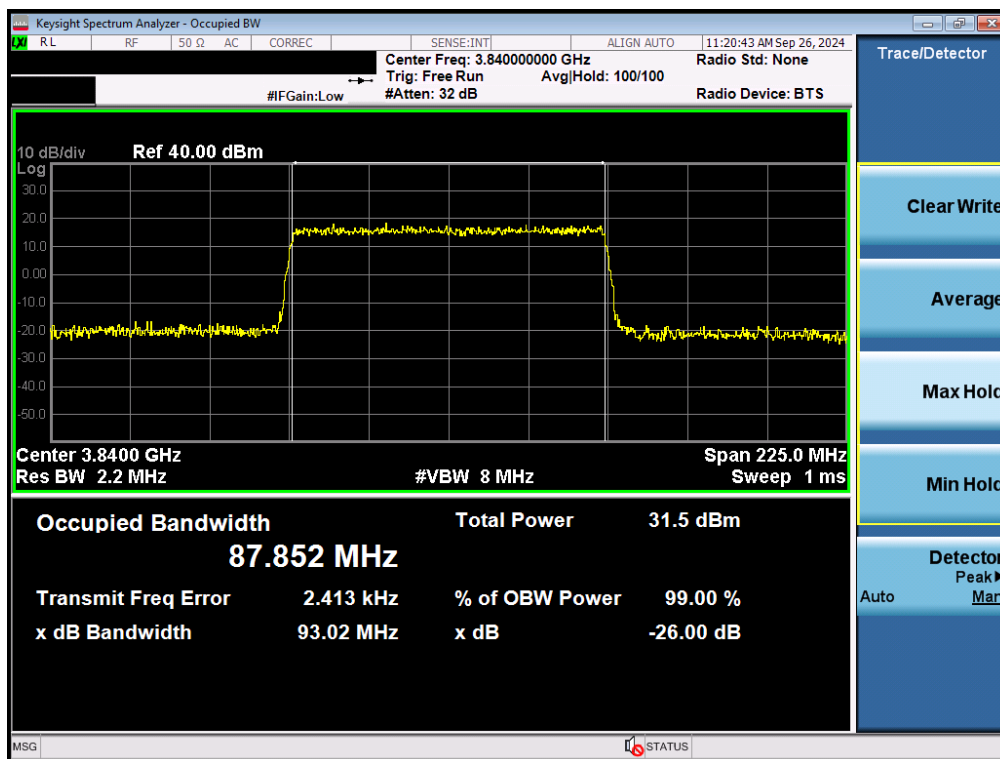 Keysight Spectrum Analyzer - Occupied BW
LXI RL RF 50 Ω AC CORREC SENSE:INT ALIGN AUTO 11:20:43 AM Sep 26, 2024
Center Freq: 3.840000000 GHz Radio Std: None
Trig: Free Run Avg|Hold: 100/100
#IFGain:Low #Atten: 32 dB Radio Device: BTS
10 dB/div Ref 40.00 dBm
Log
30.0
20.0
10.0
0.00
-10.0
-20.0
-30.0
-40.0
-50.0
Center 3.8400 GHz Span 225.0 MHz
Res BW 2.2 MHz #VBW 8 MHz Sweep 1 ms
Occupied Bandwidth Total Power 31.5 dBm
87.852 MHz
Transmit Freq Error 2.413 kHz % of OBW Power 99.00 %
x dB Bandwidth 93.02 MHz x dB -26.00 dB
Trace/Detector
Clear Write
Average
Max Hold
Min Hold
Detector
Peak
Auto Man
MSG STATUS